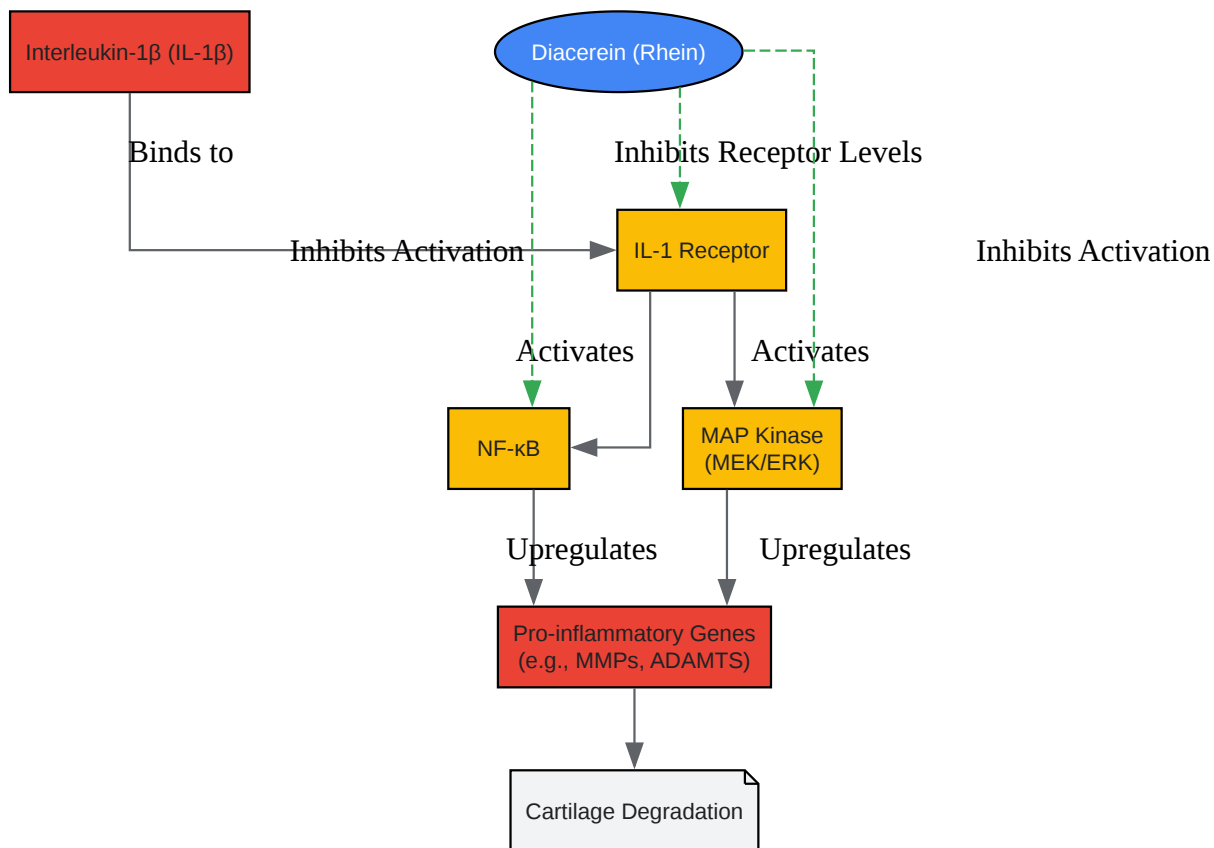 Interleukin-1β (IL-1β)
Diacerein (Rhein)
Binds to
Inhibits Receptor Levels
Inhibits Activation
IL-1 Receptor
Inhibits Activation
Activates
Activates
NF-κB
MAP Kinase
(MEK/ERK)
Upregulates
Upregulates
Pro-inflammatory Genes
(e.g., MMPs, ADAMTS)
Cartilage Degradation